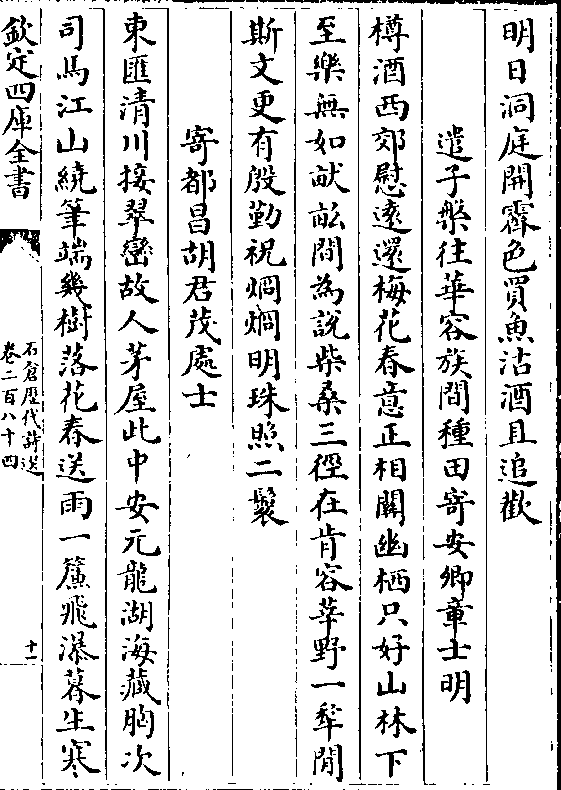 明日洞庭開霽色買魚沽酒且追歡
遣子槃往華容族間種田寄安卿章士明
樽酒西郊慰遠還梅花春意正相關幽栖只好山林下
至樂無如畎畝間為說柴桑三徑在肯容莘野一犂閒
斯文更有殷勤祝烱烱明珠照二鬟
寄都昌胡君茂處士
東匯清川接翠巒故人茅屋此中安元龍湖海藏胸次
司馬江山繞筆端幾樹落花春送雨一簾飛瀑暮生寒
欽定四庫全書
石倉歷代詩選
卷二百八十四
十一